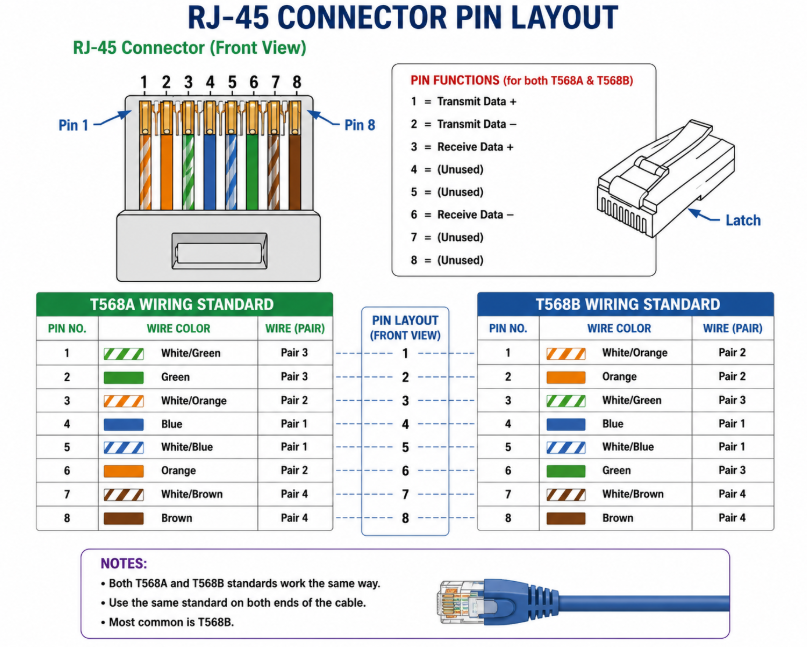 RJ-45 CONNECTOR PIN LAYOUT
RJ-45 Connector (Front View)
1 2 3 4 5 6 7 8
Pin 1
Pin 8
PIN FUNCTIONS (for both T568A & T568B)
1 = Transmit Data +
2 = Transmit Data −
3 = Receive Data +
4 = (Unused)
5 = (Unused)
6 = Receive Data −
7 = (Unused)
8 = (Unused)
Latch
T568A WIRING STANDARD
PIN NO. WIRE COLOR WIRE (PAIR)
1 White/Green Pair 3
2 Green Pair 3
3 White/Orange Pair 2
4 Blue Pair 1
5 White/Blue Pair 1
6 Orange Pair 2
7 White/Brown Pair 4
8 Brown Pair 4
PIN LAYOUT
(FRONT VIEW)
1
2
3
4
5
6
7
8
T568B WIRING STANDARD
PIN NO. WIRE COLOR WIRE (PAIR)
1 White/Orange Pair 2
2 Orange Pair 2
3 White/Green Pair 3
4 Blue Pair 1
5 White/Blue Pair 1
6 Green Pair 3
7 White/Brown Pair 4
8 Brown Pair 4
NOTES:
• Both T568A and T568B standards work the same way.
• Use the same standard on both ends of the cable.
• Most common is T568B.